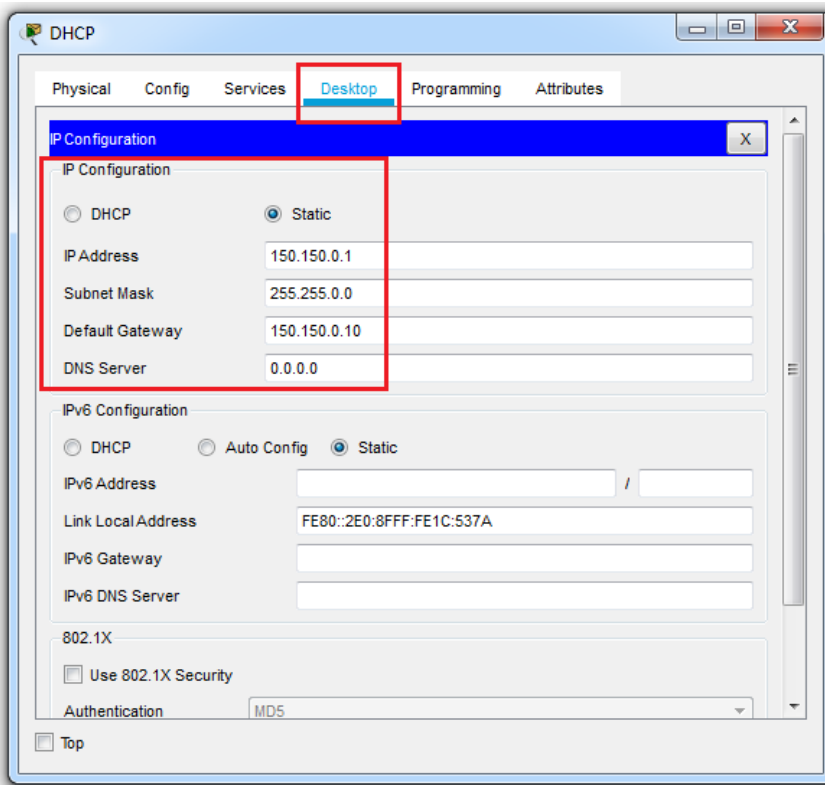 DHCP
Physical Config Services Desktop Programming Attributes
IP Configuration X
IP Configuration
DHCP Static
IP Address 150.150.0.1
Subnet Mask 255.255.0.0
Default Gateway 150.150.0.10
DNS Server 0.0.0.0
IPv6 Configuration
DHCP Auto Config Static
IPv6 Address /
Link Local Address FE80::2E0:8FFF:FE1C:537A
IPv6 Gateway
IPv6 DNS Server
802.1X
Use 802.1X Security
Authentication MD5
Top